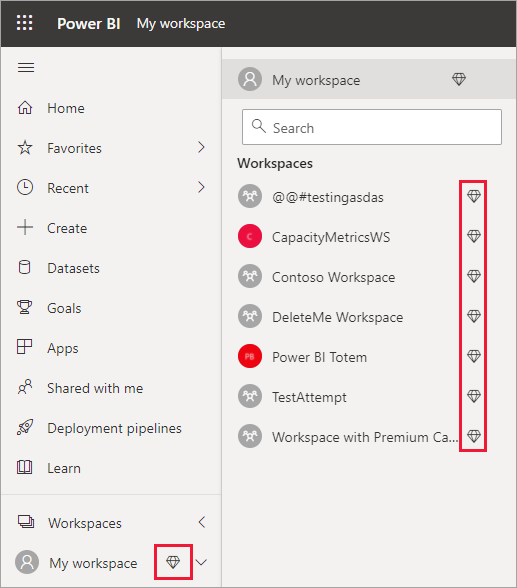 Power BI My workspace
Home
Favorites
Recent
Create
Datasets
Goals
Apps
Shared with me
Deployment pipelines
Learn
Workspaces
My workspace
My workspace
Search
Workspaces
@@#testingasdas
C CapacityMetricsWS
Contoso Workspace
DeleteMe Workspace
PB Power BI Totem
TestAttempt
Workspace with Premium Ca...